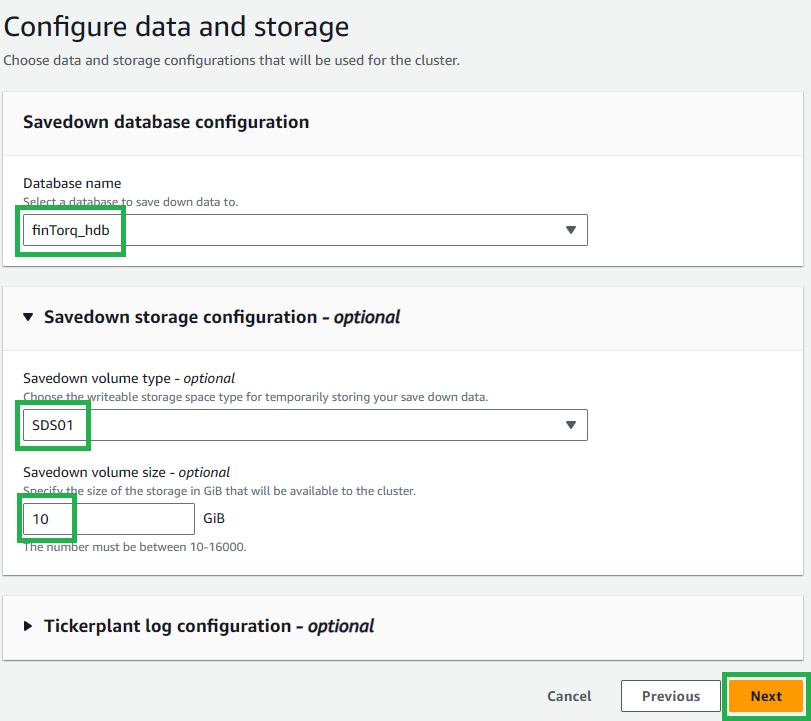 Configure data and storage
Choose data and storage configurations that will be used for the cluster.
Savedown database configuration
Database name
Select a database to save down data to.
finTorq_hdb
Savedown storage configuration - optional
Savedown volume type - optional
Choose the writeable storage space type for temporarily storing your save down data.
SDS01
Savedown volume size - optional
Specify the size of the storage in GiB that will be available to the cluster.
10 GiB
The number must be between 10-16000.
Tickerplant log configuration - optional
Cancel Previous Next